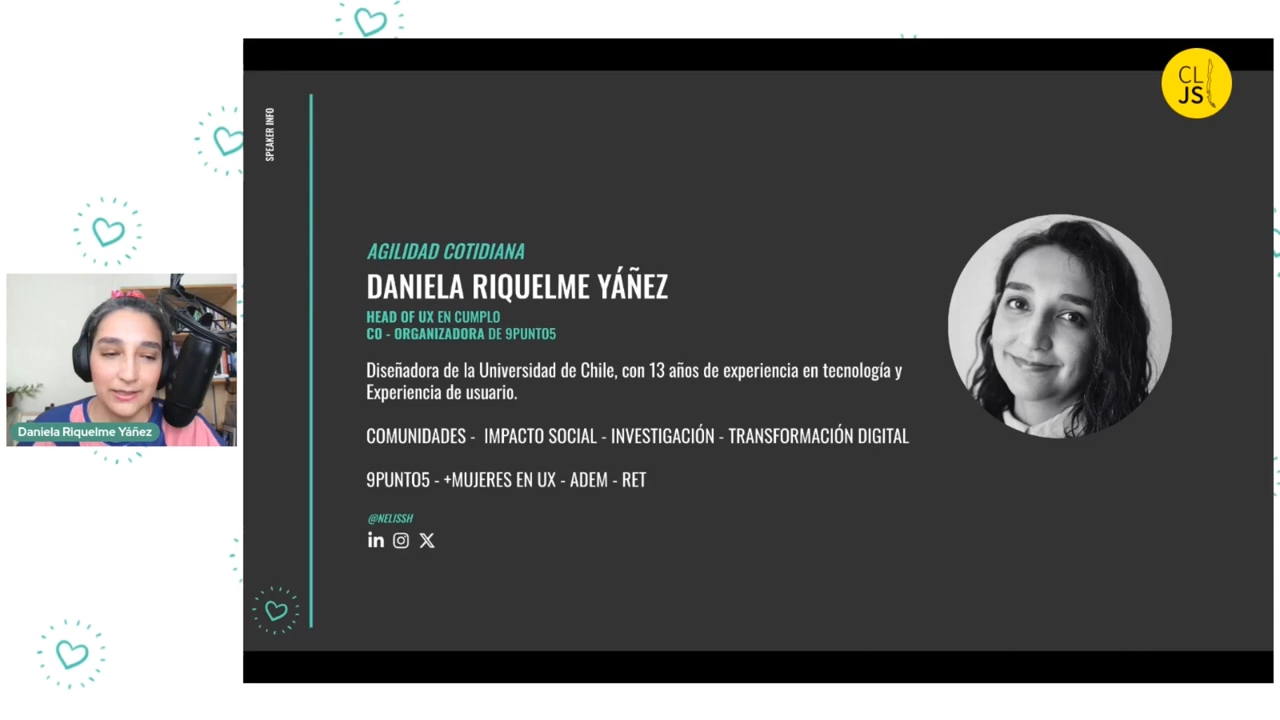 CL
JS
SPEAKER INFO
AGILIDAD COTIDIANA
DANIELA RIQUELME YÁÑEZ
HEAD OF UX EN CUMPLO
CO - ORGANIZADORA DE 9PUNTO5
Diseñadora de la Universidad de Chile, con 13 años de experiencia en tecnología y
Experiencia de usuario.
COMUNIDADES - IMPACTO SOCIAL - INVESTIGACIÓN - TRANSFORMACIÓN DIGITAL
9PUNTO5 - +MUJERES EN UX - ADEM - RET
@NELISSH
Daniela Riquelme Yáñez